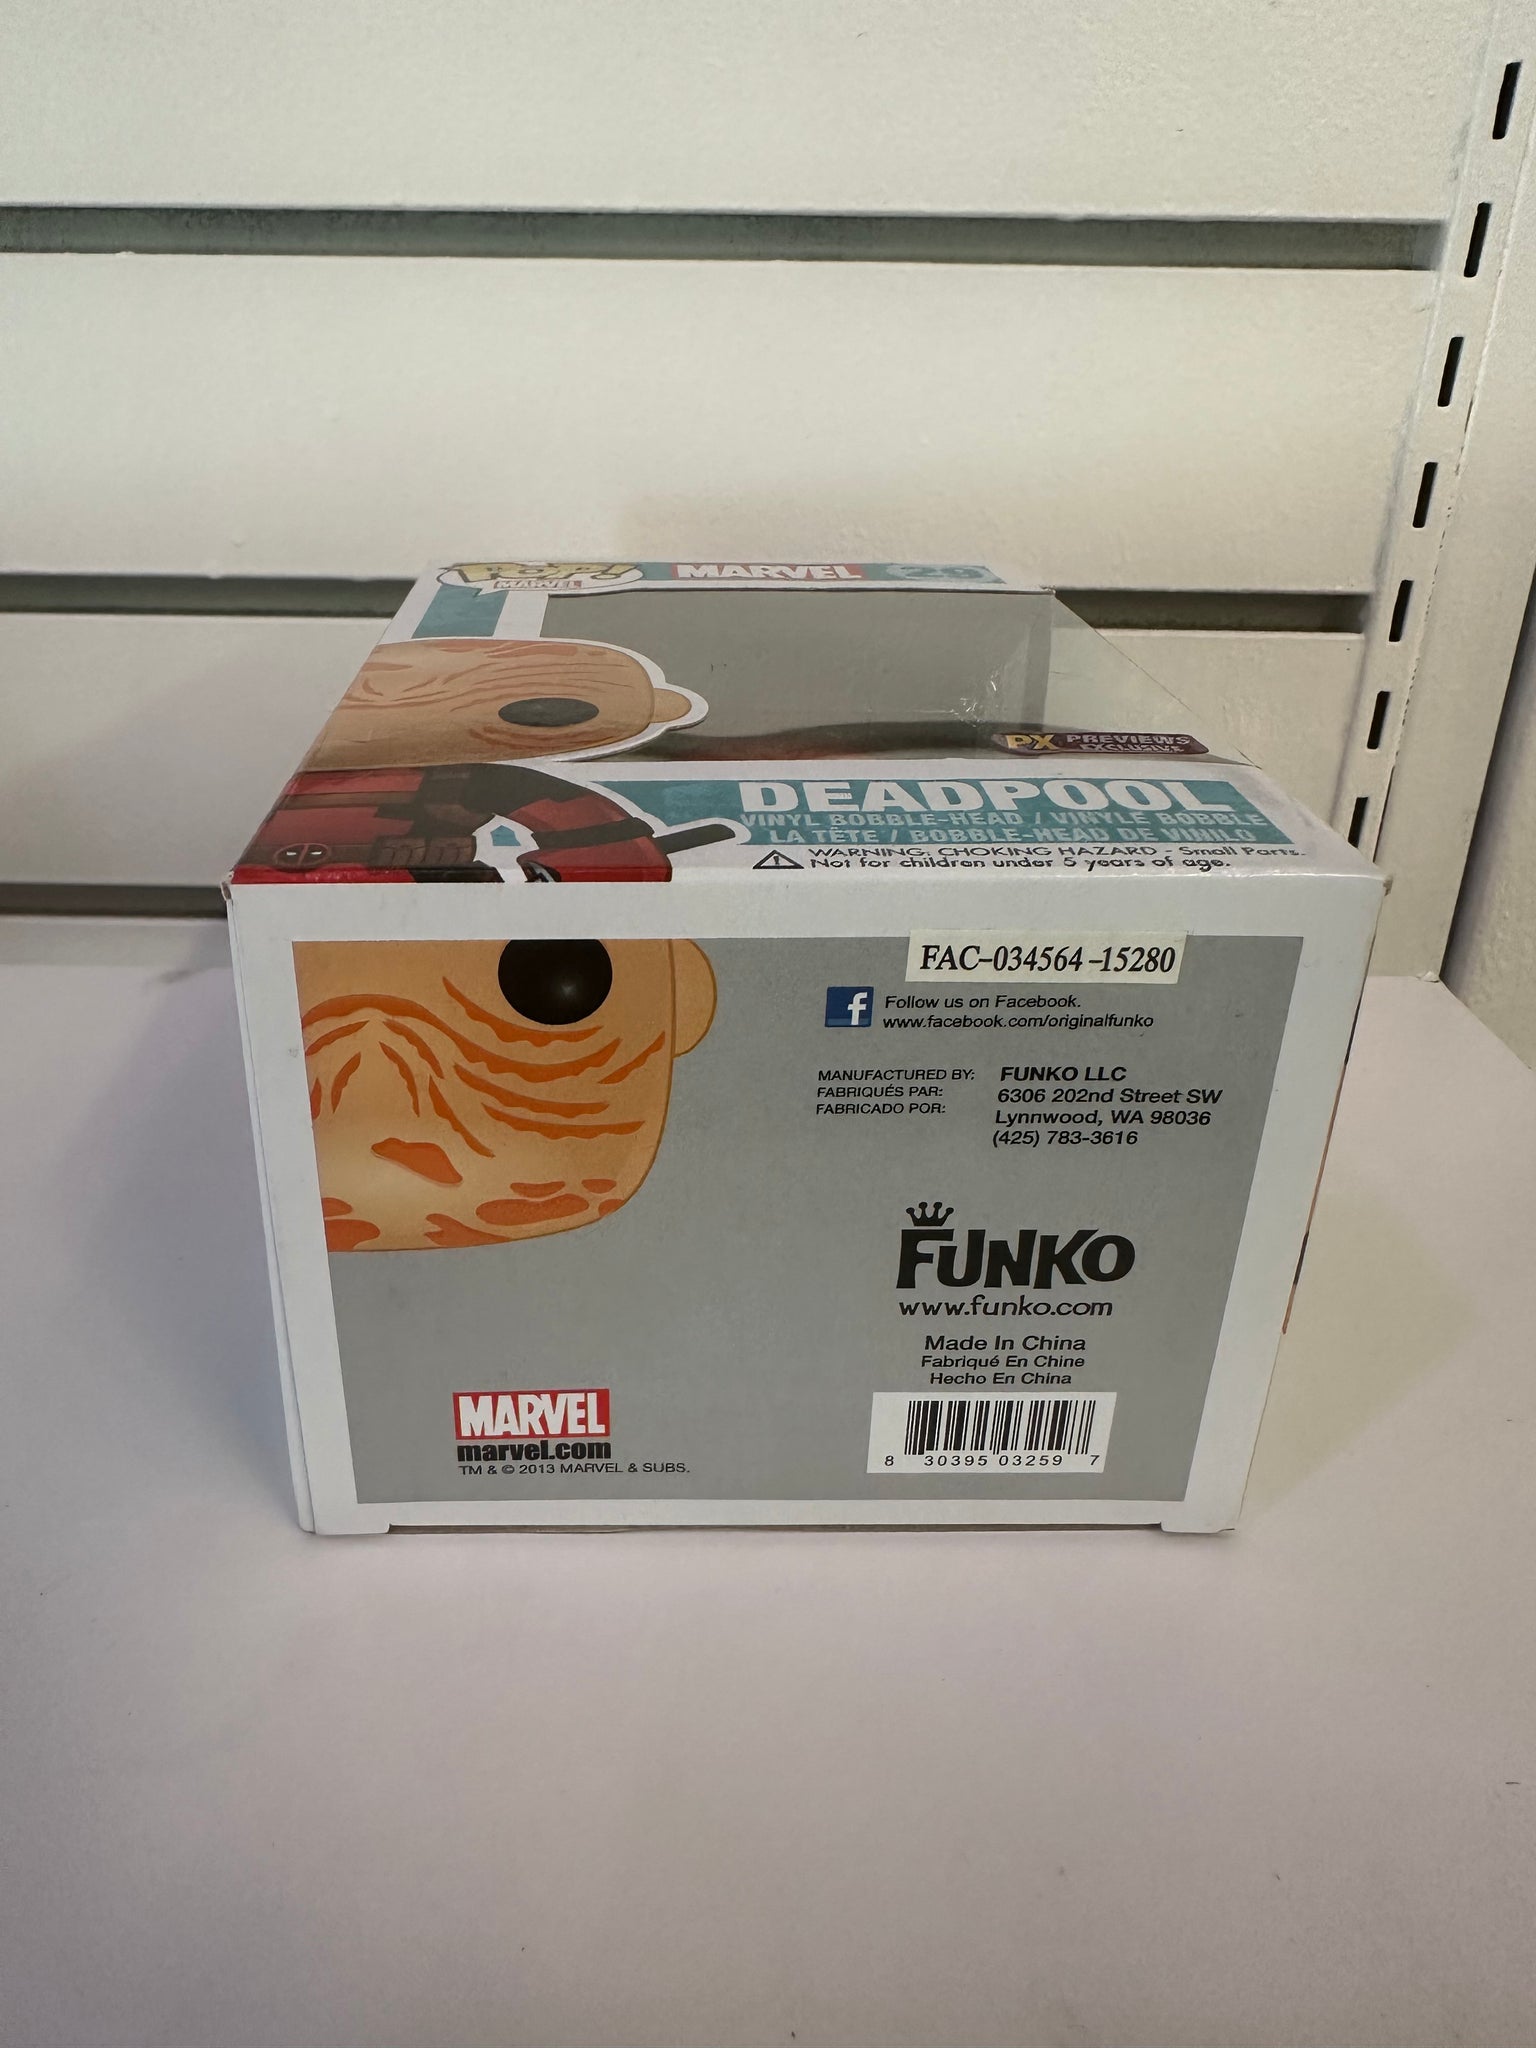 POP!
MARVEL
MARVEL
29
PX PREVIEWS
EXCLUSIVE
DEADPOOL
VINYL BOBBLE-HEAD / VINYLE BOBBLE
LA TÊTE / BOBBLE-HEAD DE VINILO
WARNING: CHOKING HAZARD - Small Parts.
Not for children under 5 years of age.
FAC-034564-15280
f
Follow us on Facebook.
www.facebook.com/originalfunko
MANUFACTURED BY:
FABRIQUÉS PAR:
FABRICADO POR:
FUNKO LLC
6306 202nd Street SW
Lynnwood, WA 98036
(425) 783-3616
FUNKO
www.funko.com
Made In China
Fabriqué En Chine
Hecho En China
MARVEL
marvel.com
TM & © 2013 MARVEL & SUBS.
8 30395 03259 7